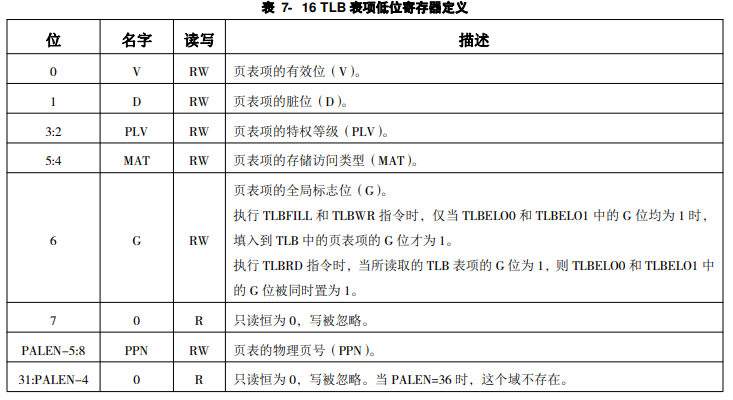 表 7- 16 TLB 表项低位寄存器定义
位 名字 读写 描述
0 V RW 页表项的有效位（V）。
1 D RW 页表项的脏位（D）。
3:2 PLV RW 页表项的特权等级（PLV）。
5:4 MAT RW 页表项的存储访问类型（MAT）。
6 G RW 页表项的全局标志位（G）。
执行 TLBFILL 和 TLBWR 指令时，仅当 TLBELO0 和 TLBELO1 中的 G 位均为 1 时，
填入到 TLB 中的页表项的 G 位才为 1。
执行 TLBRD 指令时，当所读取的 TLB 表项的 G 位为 1，则 TLBELO0 和 TLBELO1 中
的 G 位被同时置为 1。
7 0 R 只读恒为 0，写被忽略。
PALEN-5:8 PPN RW 页表的物理页号（PPN）。
31:PALEN-4 0 R 只读恒为 0，写被忽略。当 PALEN=36 时，这个域不存在。